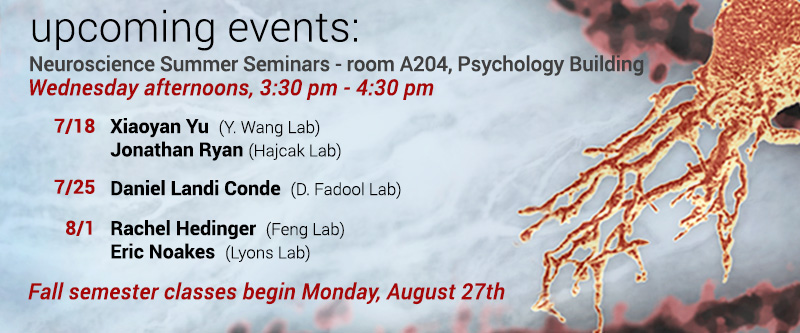 upcoming events:
Neuroscience Summer Seminars - room A204, Psychology Building
Wednesday afternoons, 3:30 pm - 4:30 pm
7/18 Xiaoyan Yu (Y. Wang Lab)
Jonathan Ryan (Hajcak Lab)
7/25 Daniel Landi Conde (D. Fadool Lab)
8/1 Rachel Hedinger (Feng Lab)
Eric Noakes (Lyons Lab)
Fall semester classes begin Monday, August 27th